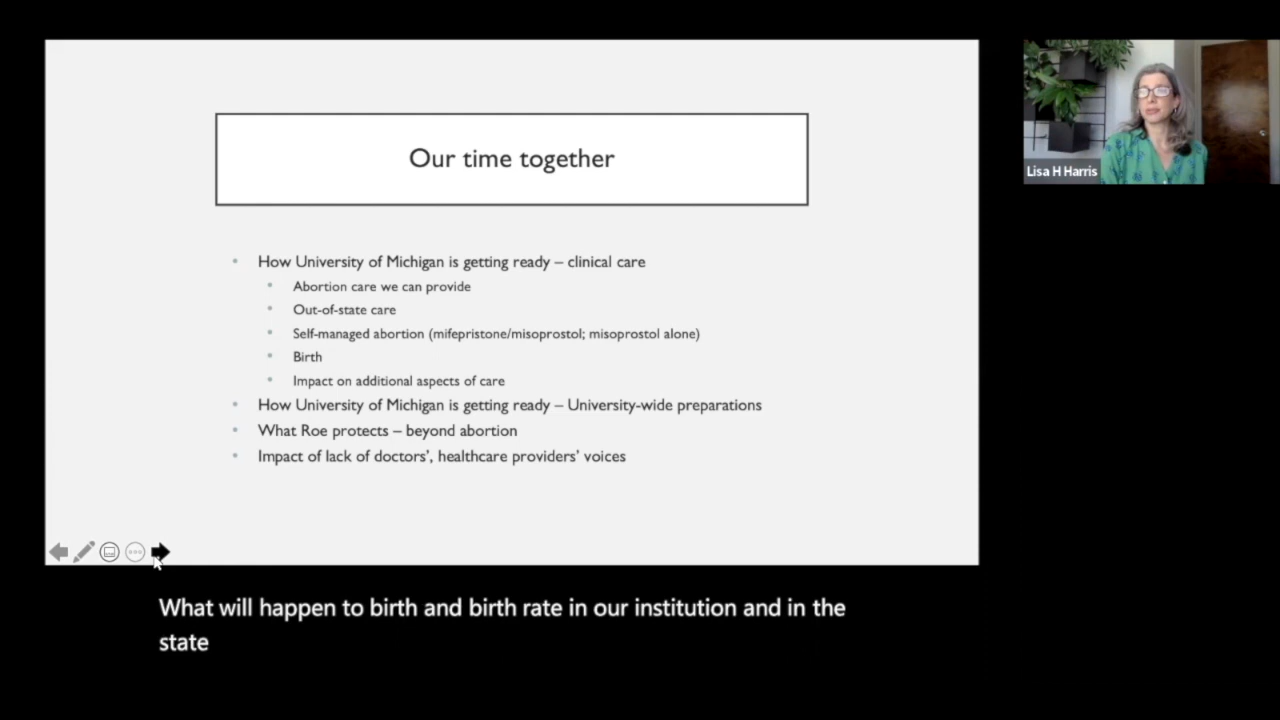 Our time together
How University of Michigan is getting ready – clinical care
Abortion care we can provide
Out-of-state care
Self-managed abortion (mifepristone/misoprostol; misoprostol alone)
Birth
Impact on additional aspects of care
How University of Michigan is getting ready – University-wide preparations
What Roe protects – beyond abortion
Impact of lack of doctors’, healthcare providers’ voices
Lisa H Harris
What will happen to birth and birth rate in our institution and in the
state